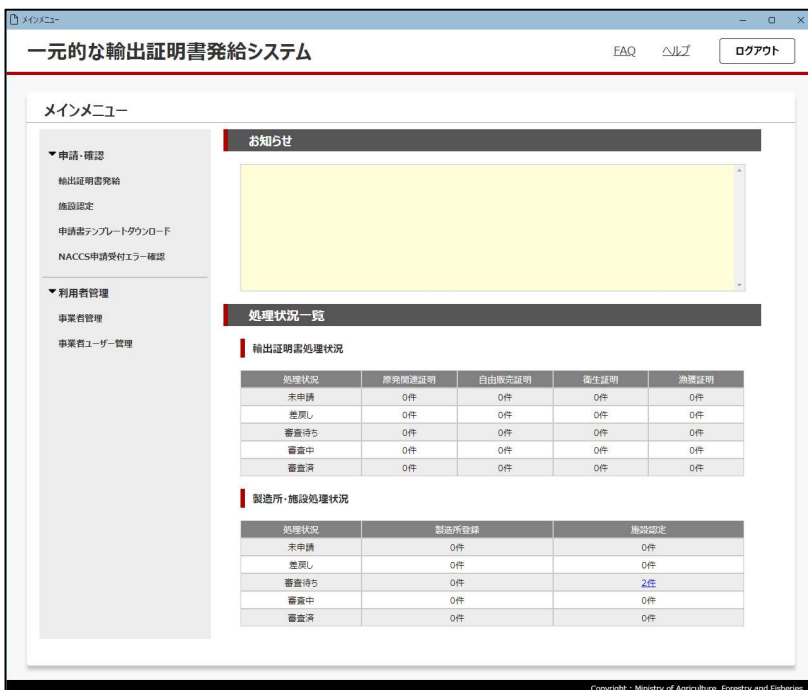 メインメニュー
一元的な輸出証明書発給システム FAQ ヘルプ ログアウト
メインメニュー
▼申請・確認
輸出証明書発給
施設認定
申請書テンプレートダウンロード
NACCS申請受付エラー確認
▼利用者管理
事業者管理
事業者ユーザー管理
お知らせ
処理状況一覧
輸出証明書処理状況
処理状況 原発関連証明 自由販売証明 衛生証明 漁獲証明
未申請 0件 0件 0件 0件
差戻し 0件 0件 0件 0件
審査待ち 0件 0件 0件 0件
審査中 0件 0件 0件 0件
審査済 0件 0件 0件 0件
製造所・施設処理状況
処理状況 製造所登録 施設認定
未申請 0件 0件
差戻し 0件 0件
審査待ち 0件 2件
審査中 0件 0件
審査済 0件 0件
Copyright : Ministry of Agriculture, Forestry and Fisheries